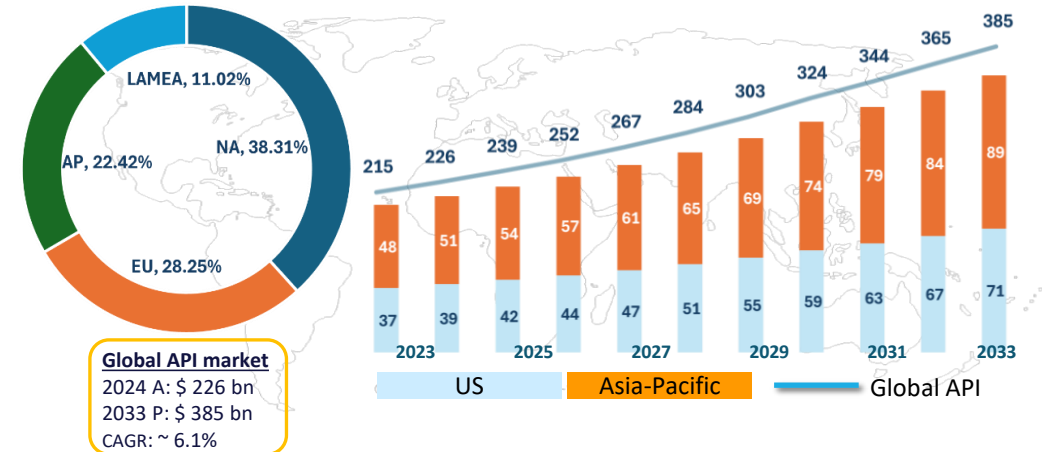 LAMEA, 11.02%
NA, 38.31%
AP, 22.42%
EU, 28.25%
Global API market
2024 A: $ 226 bn
2033 P: $ 385 bn
CAGR: ~ 6.1%
215 226 239 252 267 284 303 324 344 365 385
48 51 54 57 61 65 69 74 79 84 89
37 39 42 44 47 51 55 59 63 67 71
2023 2025 2027 2029 2031 2033
US Asia-Pacific Global API